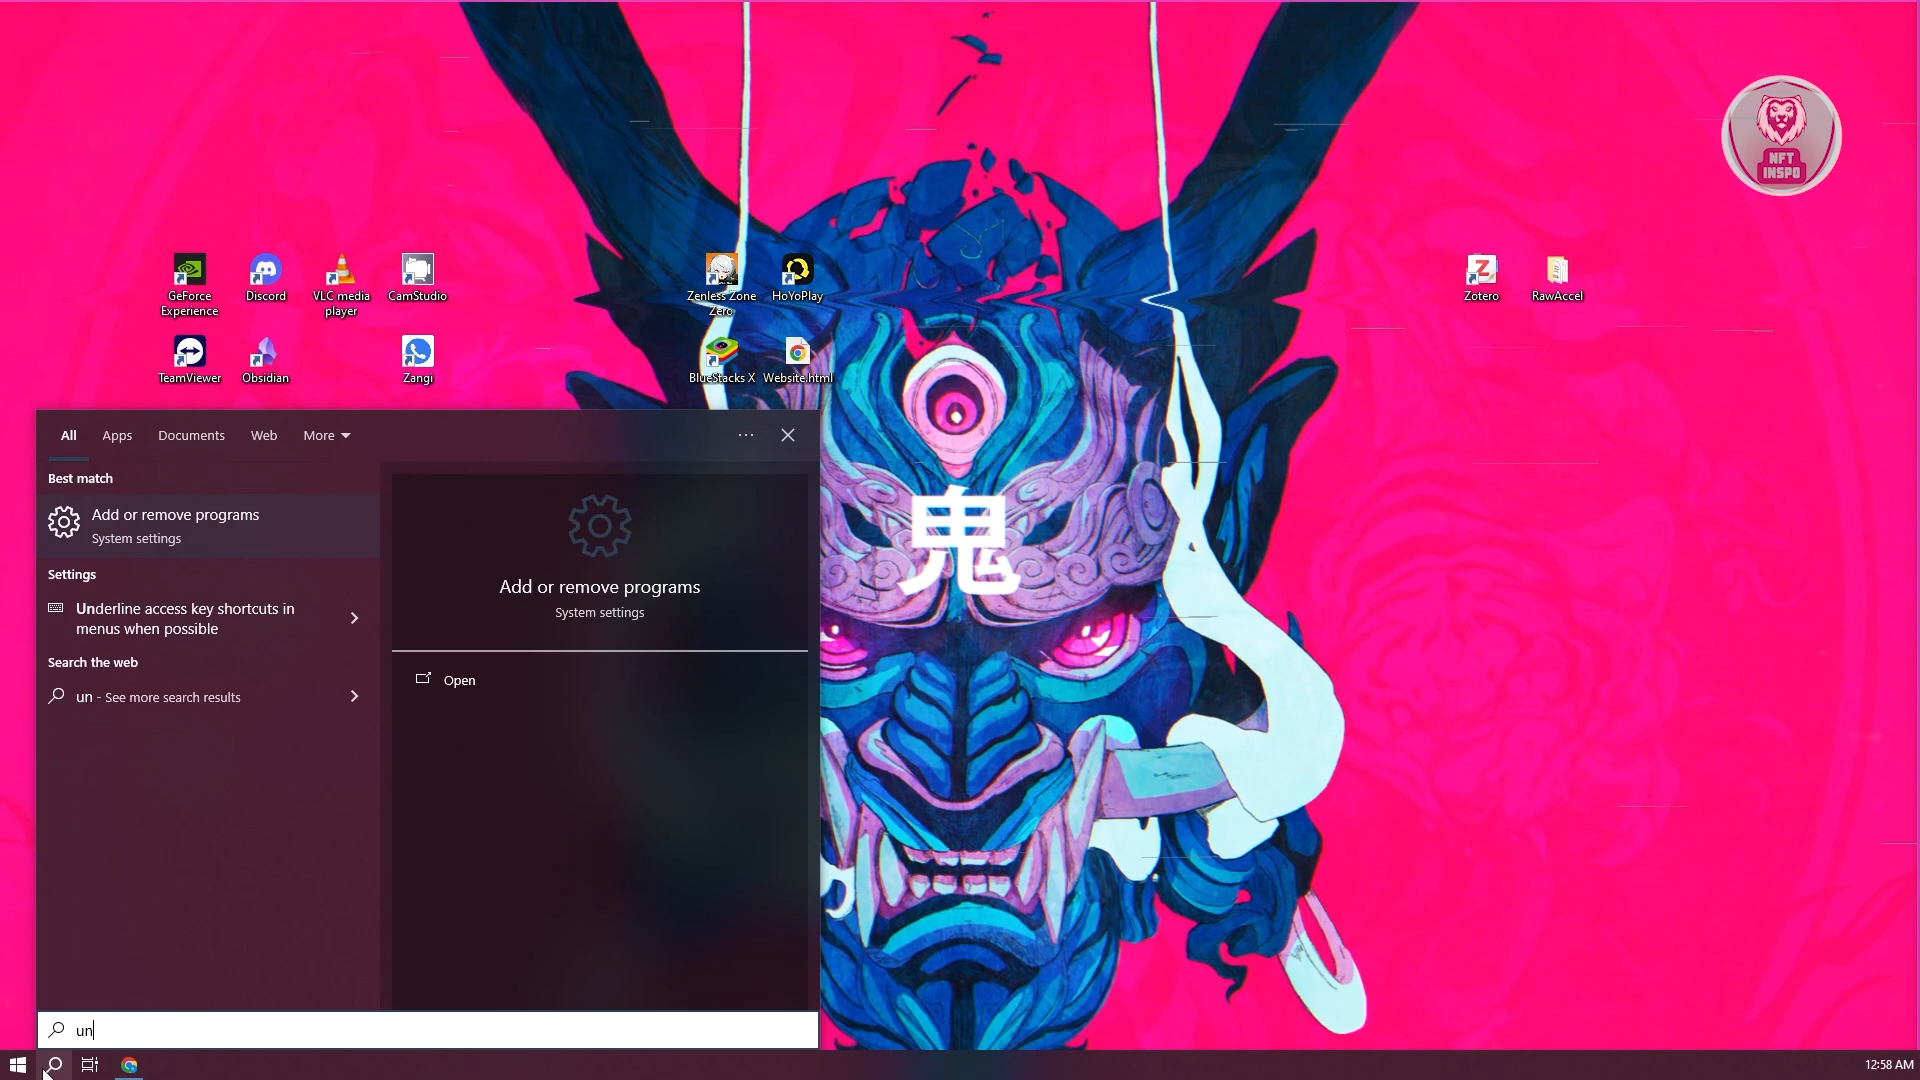 NFT
INSPO
GeForce
Experience
Discord
VLC media
player
CamStudio
Zenless Zone
Zero
HoYoPlay
Zotero
RawAccel
TeamViewer
Obsidian
Zangi
BlueStacks X
Website.html
All
Apps
Documents
Web
More
Best match
Add or remove programs
System settings
Settings
Underline access key shortcuts in
menus when possible
Search the web
un - See more search results
Add or remove programs
System settings
Open
鬼
un
12:58 AM